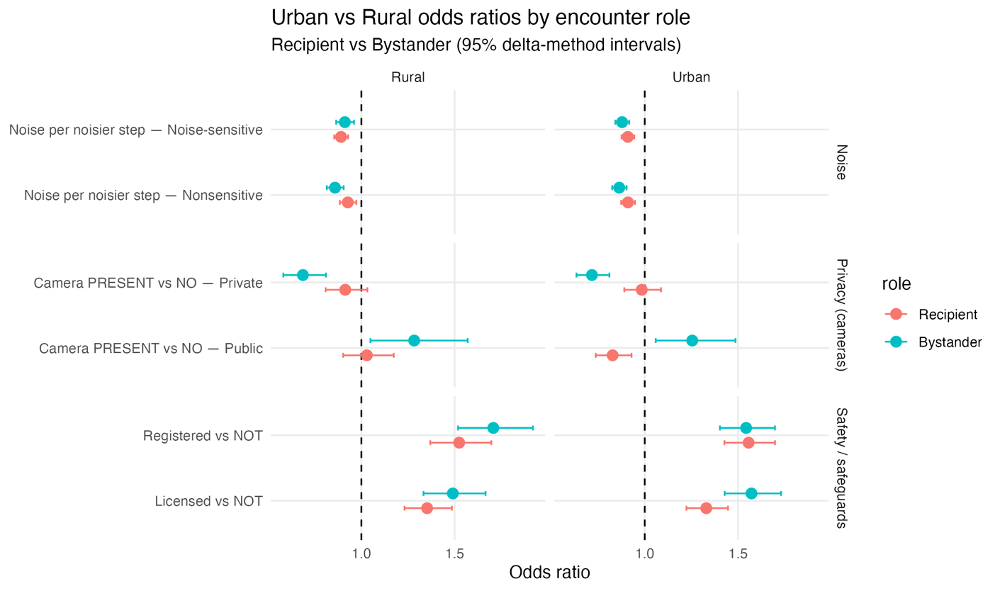 Urban vs Rural odds ratios by encounter role
Recipient vs Bystander (95% delta-method intervals)
Rural
Urban
Noise per noisier step — Noise-sensitive
Noise per noisier step — Nonsensitive
Noise
Camera PRESENT vs NO — Private
Camera PRESENT vs NO — Public
Privacy (cameras)
Registered vs NOT
Licensed vs NOT
Safety / safeguards
1.0
1.5
1.0
1.5
Odds ratio
role
Recipient
Bystander